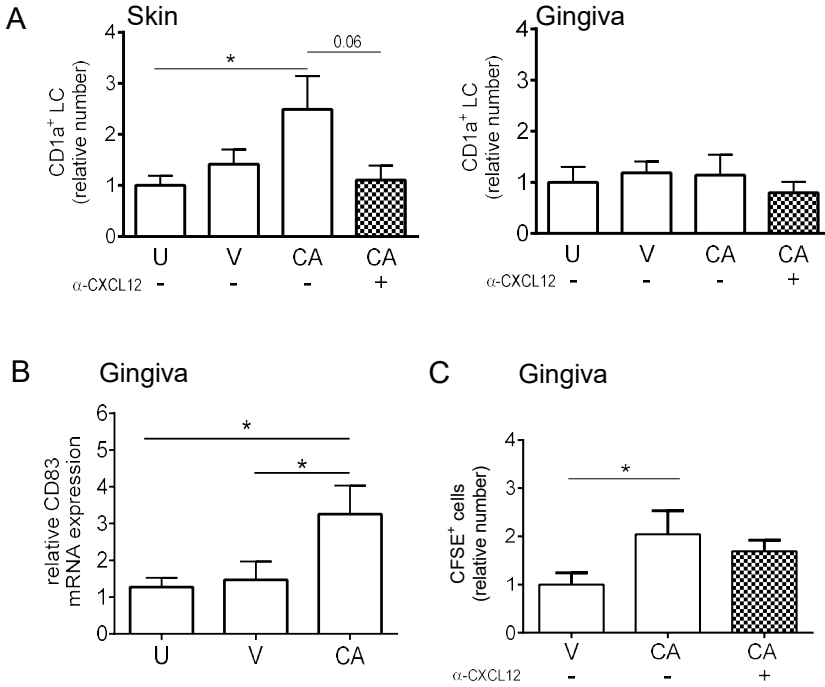 A
Skin
CD1a⁺ LC
(relative number)
4
3
2
1
0
*
0.06
U V CA CA
α-CXCL12 - - - +
Gingiva
CD1a⁺ LC
(relative number)
4
3
2
1
0
U V CA CA
α-CXCL12 - - - +
B
Gingiva
relative CD83
mRNA expression
6
5
4
3
2
1
0
*
*
U V CA
C
Gingiva
CFSE⁺ cells
(relative number)
4
3
2
1
0
*
V CA CA
α-CXCL12 - - +